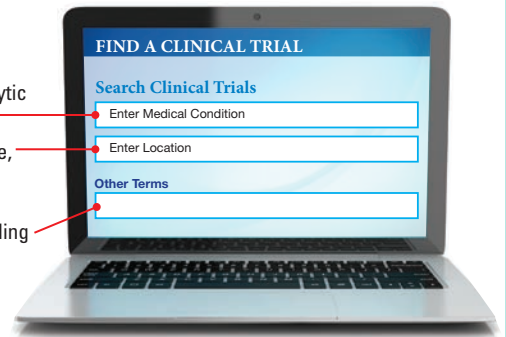 FIND A CLINICAL TRIAL
Search Clinical Trials
Enter Medical Condition
Enter Location
Other Terms